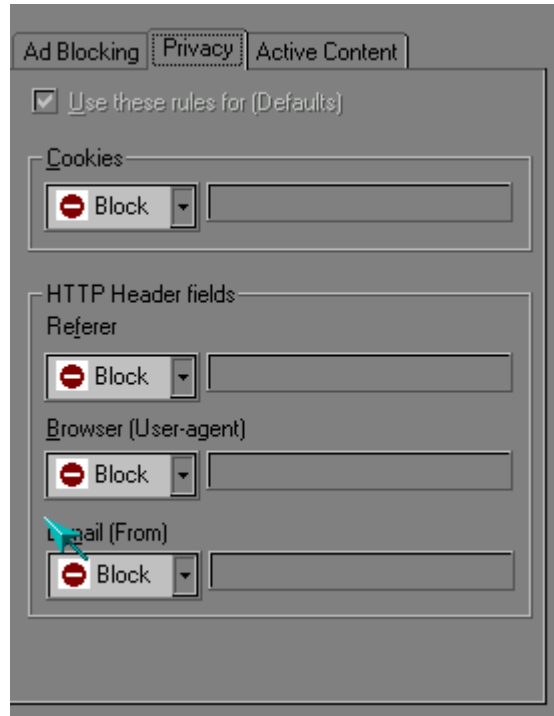 Ad Blocking Privacy Active Content
Use these rules for (Defaults)
Cookies
Block
HTTP Header fields
Referer
Block
Browser (User-agent)
Block
(From)
Block